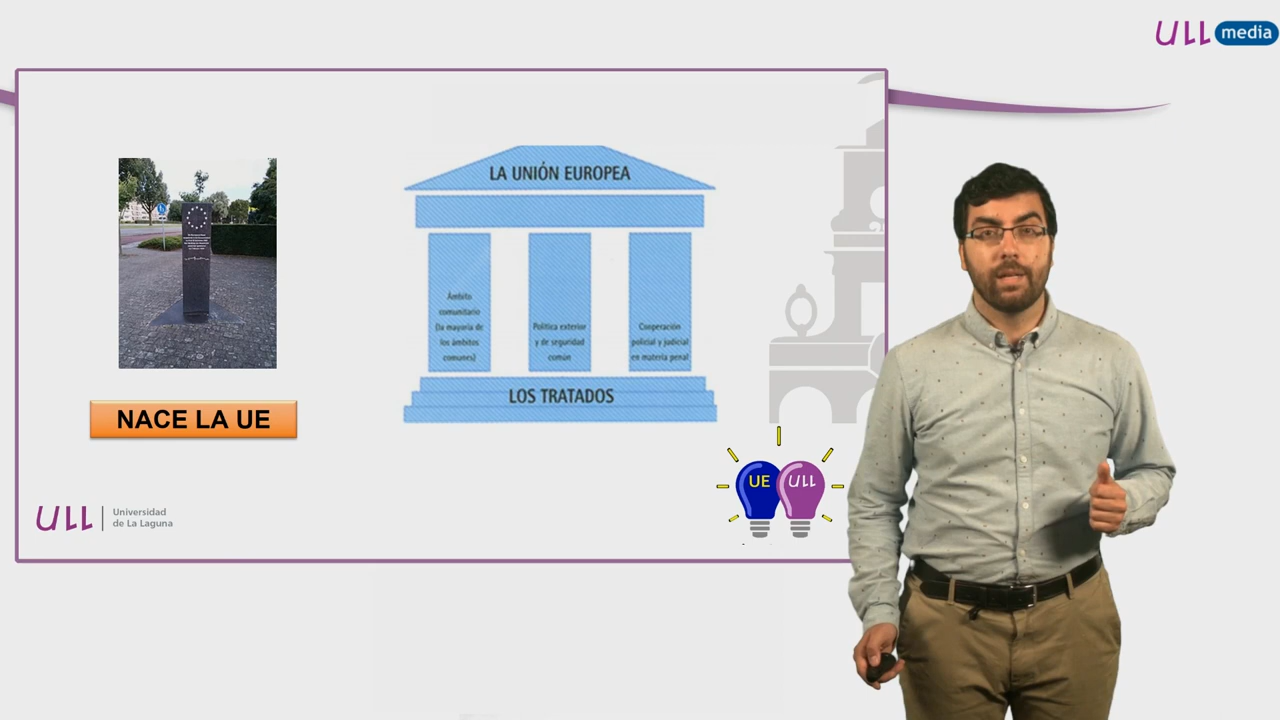 ULL media
LA UNIÓN EUROPEA
Ámbito
comunitario
(la mayoría de
los ámbitos
comunes)
Política exterior
y de seguridad
común
Cooperación
policial y judicial
en materia penal
LOS TRATADOS
NACE LA UE
UE
ULL
ULL
Universidad
de La Laguna